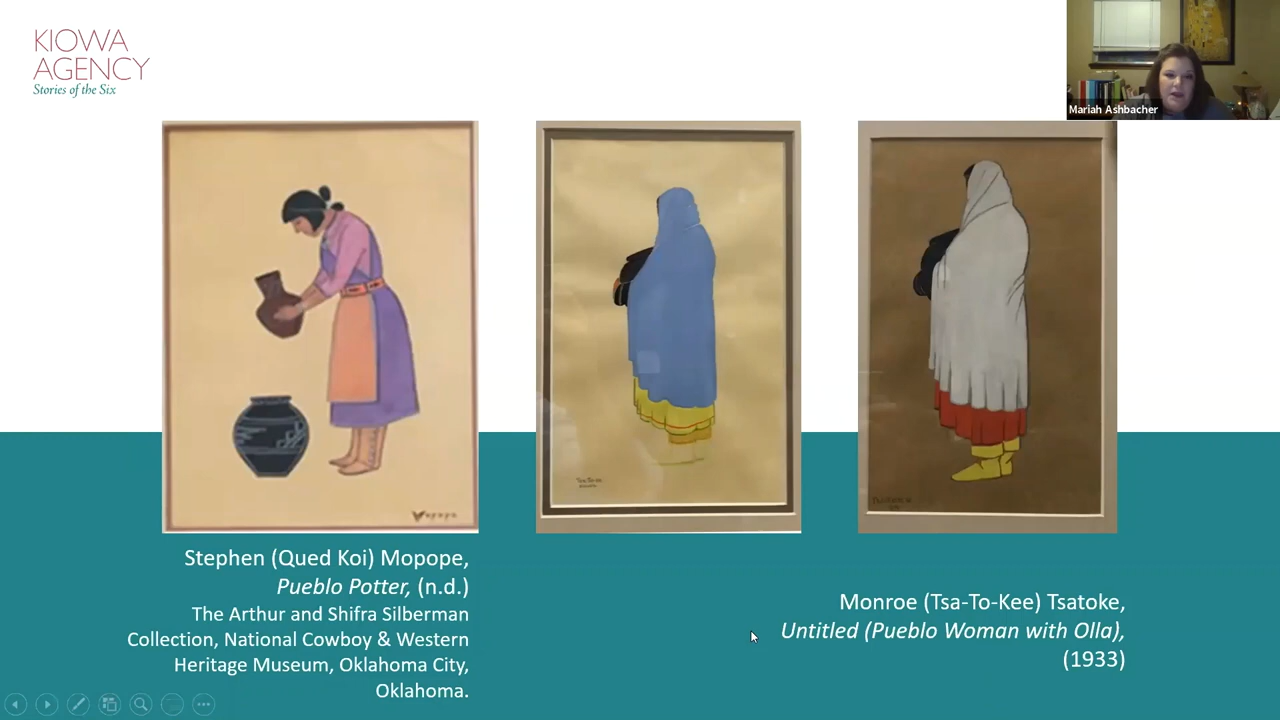 KIOWA
AGENCY
Stories of the Six
Mariah Ashbacher
Stephen (Qued Koi) Mopope,
Pueblo Potter, (n.d.)
The Arthur and Shifra Silberman
Collection, National Cowboy & Western
Heritage Museum, Oklahoma City,
Oklahoma.
Monroe (Tsa-To-Kee) Tsatoke,
Untitled (Pueblo Woman with Olla),
(1933)